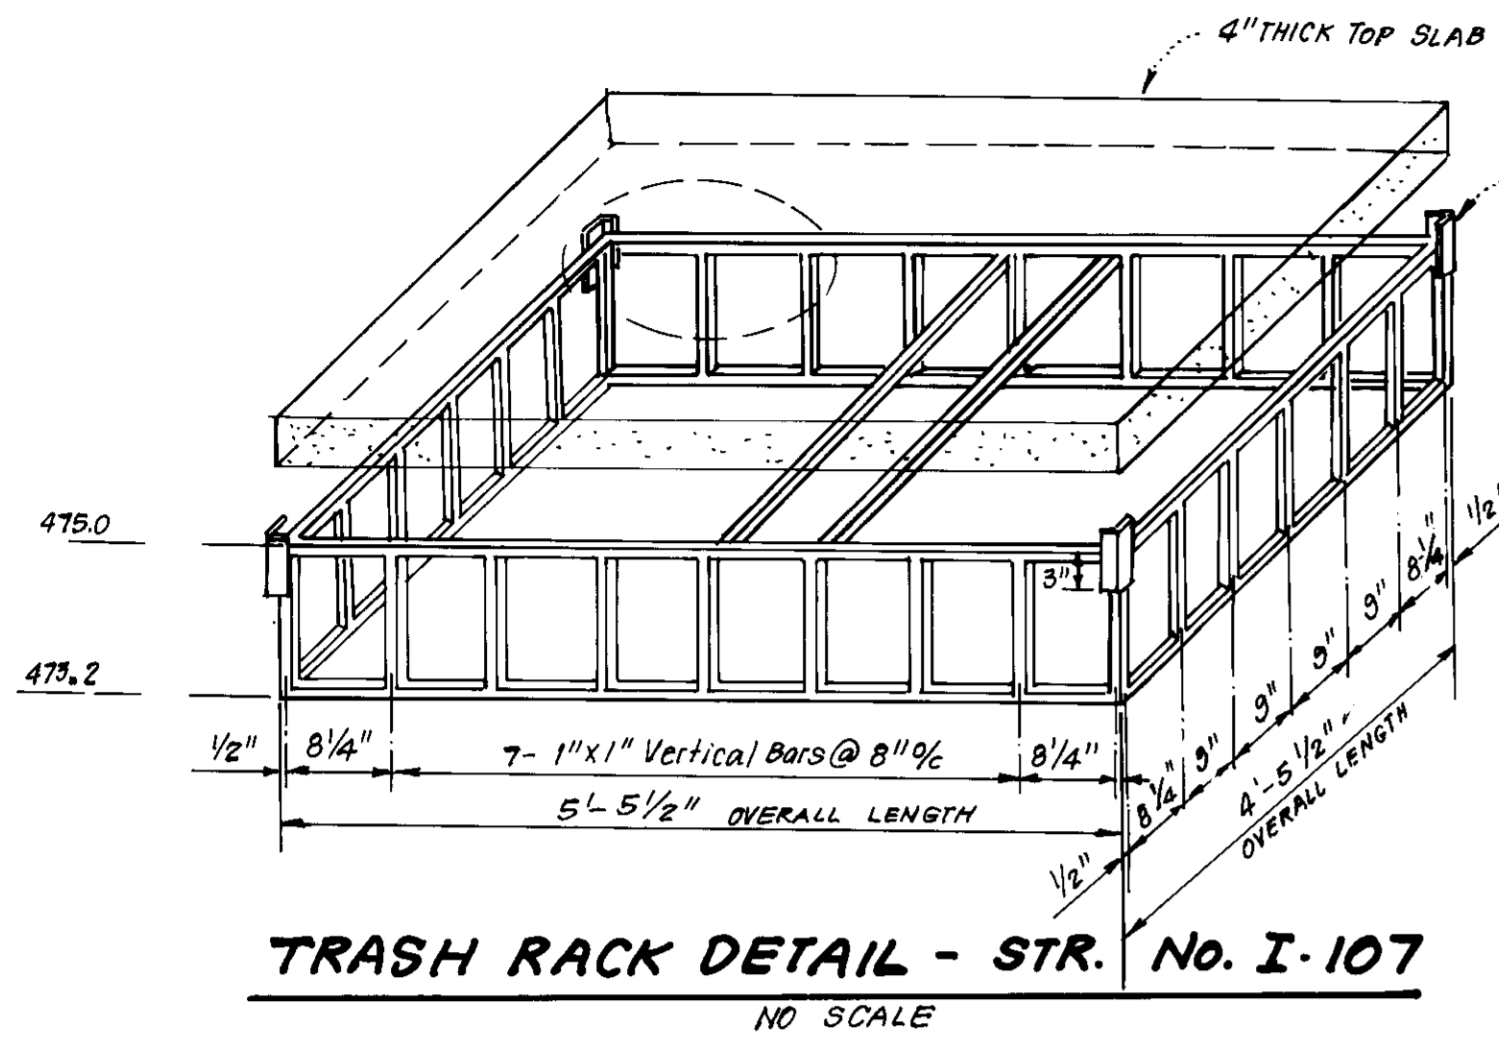 4" THICK TOP SLAB
475.0
3"
473.2
1/2"
8 1/4"
7- 1"x1" Vertical Bars @ 8" o/c
8 1/4"
5'-5 1/2" OVERALL LENGTH
1/2"
8 1/4"
9"
9"
9"
9"
8 1/4"
1/2"
4'-5 1/2"
OVERALL LENGTH
TRASH RACK DETAIL - STR. No. I-107
NO SCALE